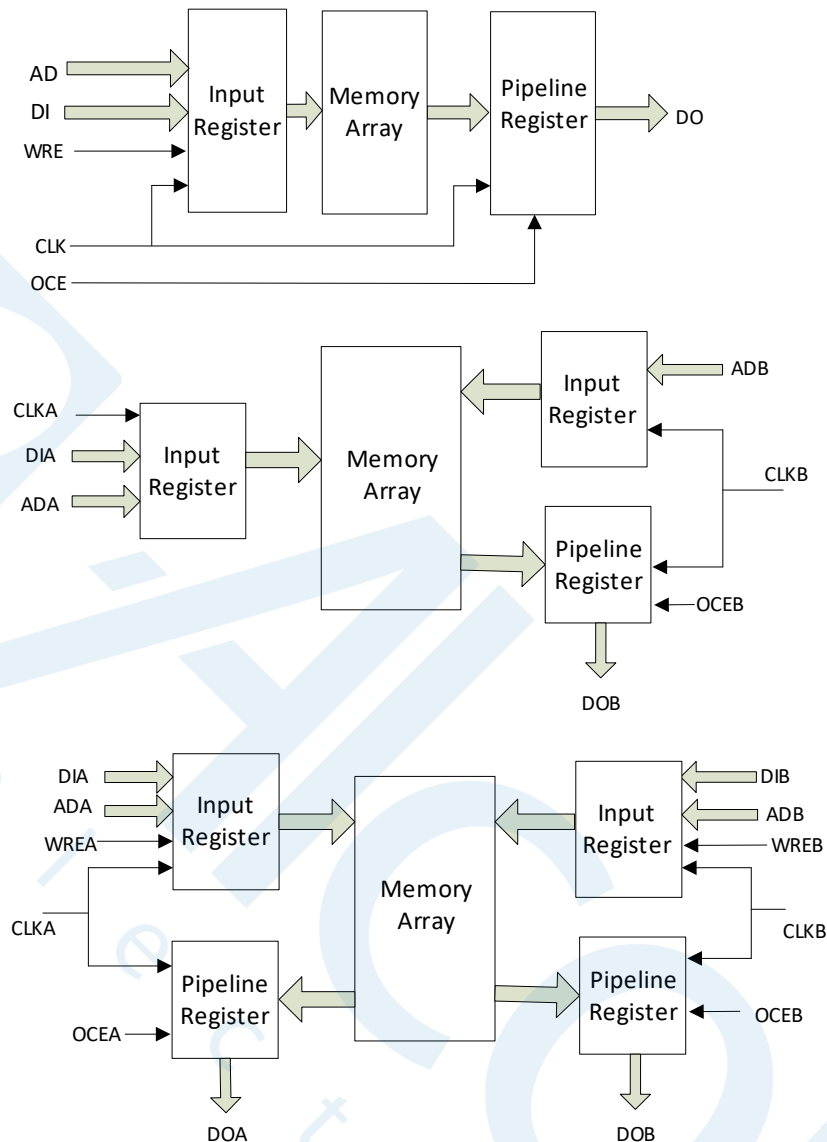 AD
DI
WRE
CLK
OCE
Input
Register
Memory
Array
Pipeline
Register
DO
CLKA
DIA
ADA
Input
Register
Memory
Array
Input
Register
ADB
CLKB
Pipeline
Register
OCEB
DOB
DIA
ADA
WREA
CLKA
OCEA
Input
Register
Pipeline
Register
DOA
Memory
Array
Input
Register
Pipeline
Register
DIB
ADB
WREB
CLKB
OCEB
DOB